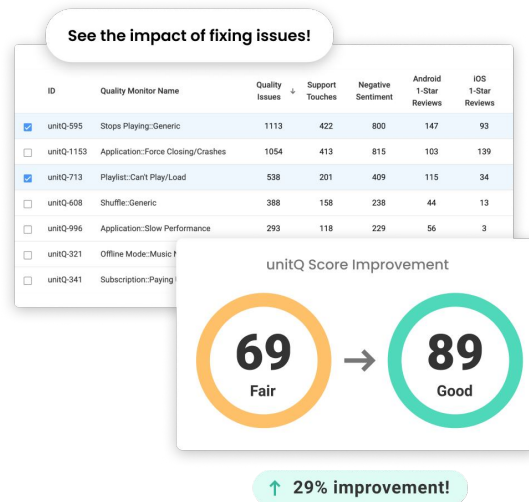 See the impact of fixing issues!
ID Quality Monitor Name Quality Issues ↓ Support Touches Negative Sentiment Android 1-Star Reviews iOS 1-Star Reviews
unitQ-595 Stops Playing::Generic 1113 422 800 147 93
unitQ-1153 Application::Force Closing/Crashes 1054 413 815 103 139
unitQ-713 Playlist::Can't Play/Load 538 201 409 115 34
unitQ-608 Shuffle::Generic 388 158 238 44 13
unitQ-996 Application::Slow Performance 293 118 229 56 3
unitQ-321 Offline Mode::Music
unitQ-341 Subscription::Paying
unitQ Score Improvement
69 → 89
Fair Good
↑ 29% improvement!